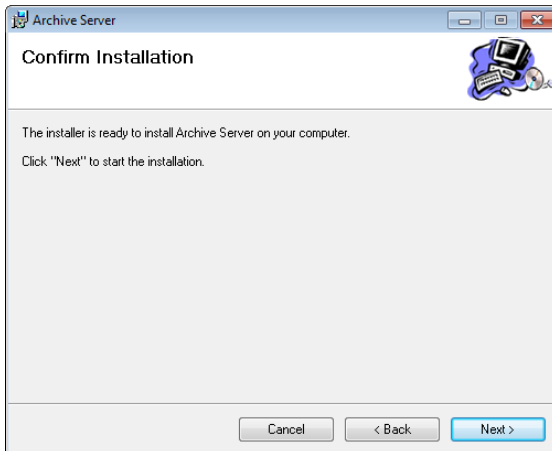 Archive Server
Confirm Installation
The installer is ready to install Archive Server on your computer.
Click "Next" to start the installation.
Cancel
< Back
Next >